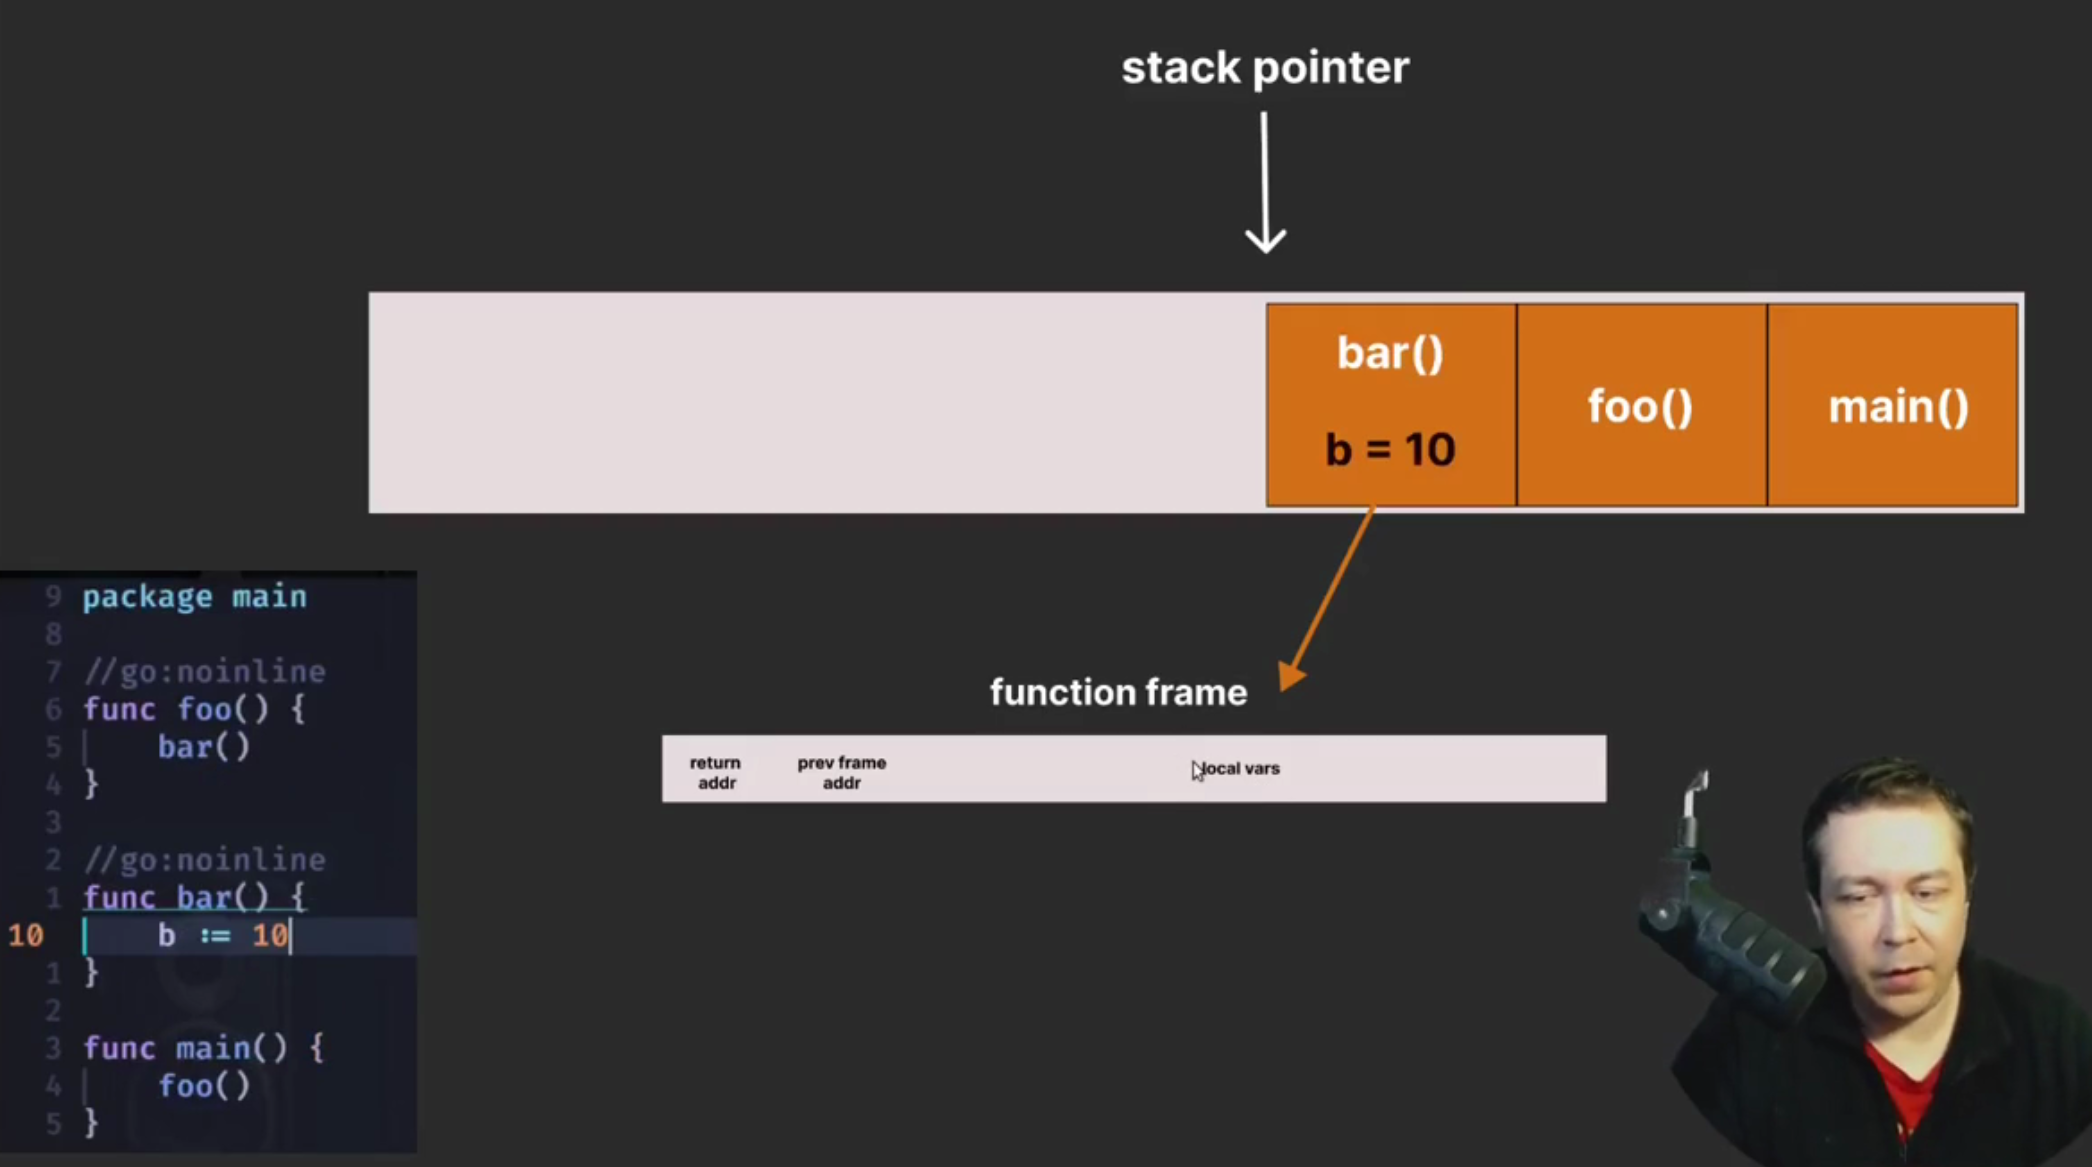 stack pointer
bar()
b = 10
foo()
main()
function frame
return
addr
prev frame
addr
local vars
9 package main
8
7 //go:noinline
6 func foo() {
5 bar()
4 }
3
2 //go:noinline
1 func bar() {
10 b := 10
1 }
2
3 func main() {
4 foo()
5 }